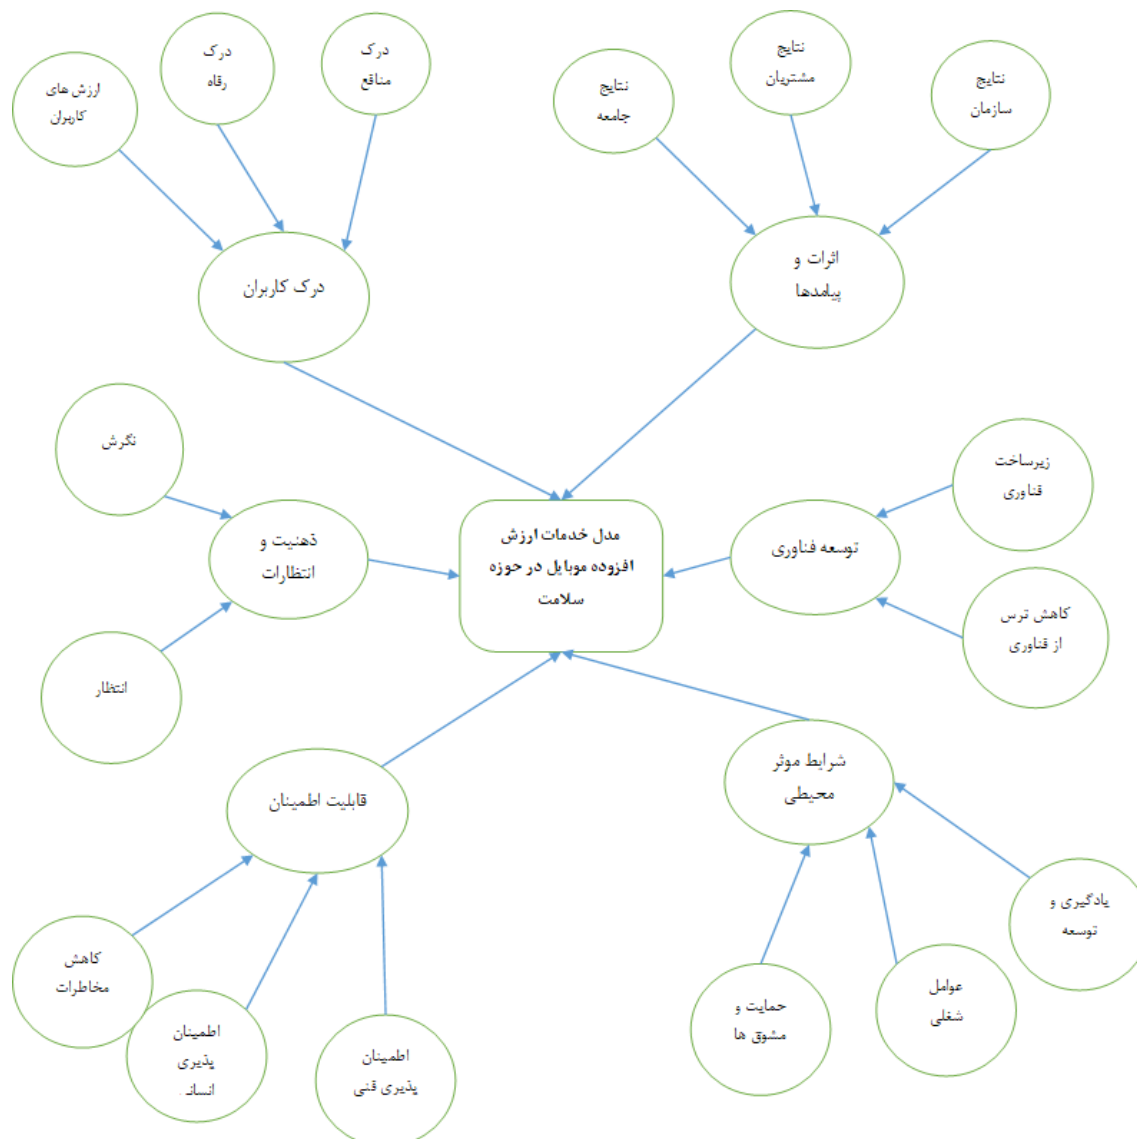 ارزش های
کاربران
درک
رفاه
درک
منافع
نتایج
جامعه
نتایج
مشتریان
نتایج
سازمان
درک کاربران
اثرات و
پیامدها
نگرش
ذهنیت و
انتظارات
انتظار
مدل خدمات ارزش
افزوده موبایل در حوزه
سلامت
توسعه فناوری
زیرساخت
فناوری
کاهش ترس
از فناوری
قابلیت اطمینان
شرایط موثر
محیطی
کاهش
مخاطرات
اطمینان
پذیری
انسانی
اطمینان
پذیری فنی
حمایت و
مشوق ها
عوامل
شغلی
یادگیری و
توسعه